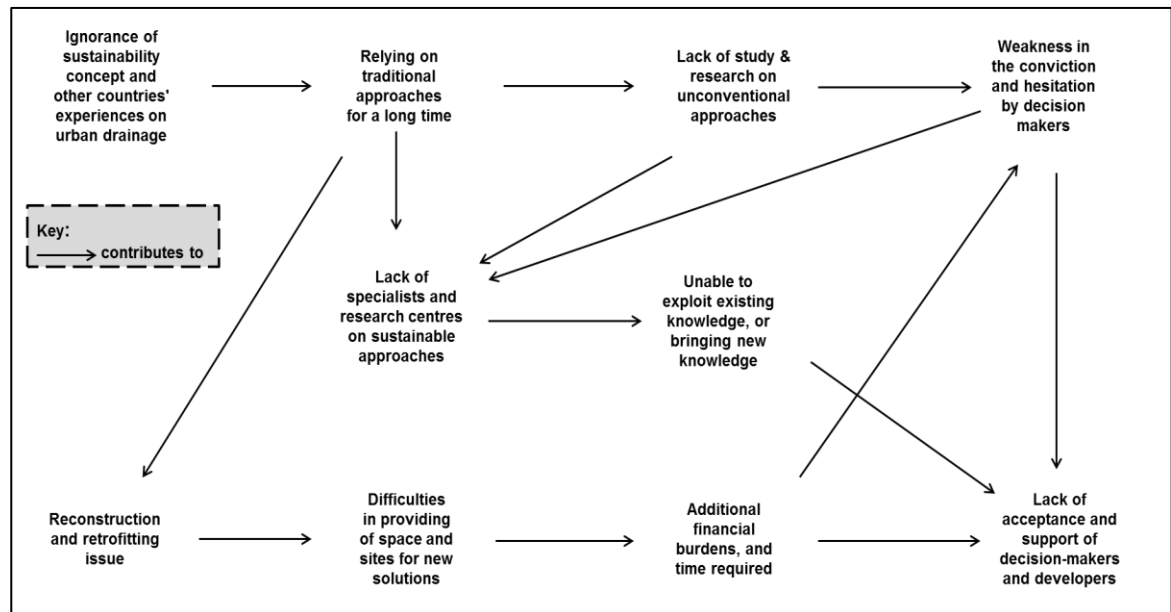 Ignorance of
sustainability
concept and
other countries'
experiences on
urban drainage
Relying on
traditional
approaches
for a long time
Lack of study &
research on
unconventional
approaches
Weakness in
the conviction
and hesitation
by decision
makers
Key:
contributes to
Lack of
specialists and
research centres
on sustainable
approaches
Unable to
exploit existing
knowledge, or
bringing new
knowledge
Reconstruction
and retrofitting
issue
Difficulties
in providing
of space and
sites for new
solutions
Additional
financial
burdens, and
time required
Lack of
acceptance and
support of
decision-makers
and developers